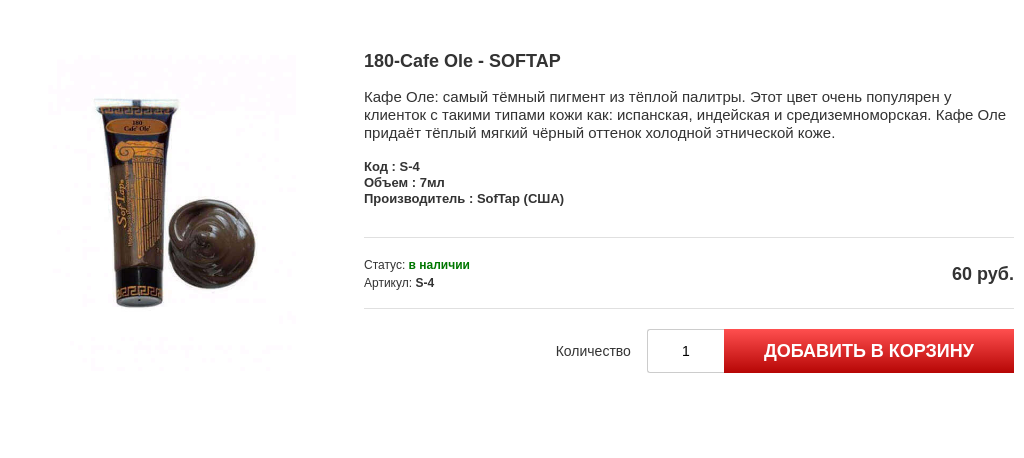 180-Cafe Ole - SOFTAP
Кафе Оле: самый тёмный пигмент из тёплой палитры. Этот цвет очень популярен у
клиенток с такими типами кожи как: испанская, индейская и средиземноморская. Кафе Оле
придаёт тёплый мягкий чёрный оттенок холодной этнической коже.
Код : S-4
Объем : 7мл
Производитель : SofTap (США)
Статус: в наличии
Артикул: S-4
60 руб.
Количество
1
ДОБАВИТЬ В КОРЗИНУ
180
Cafe' Ole'
SofTap